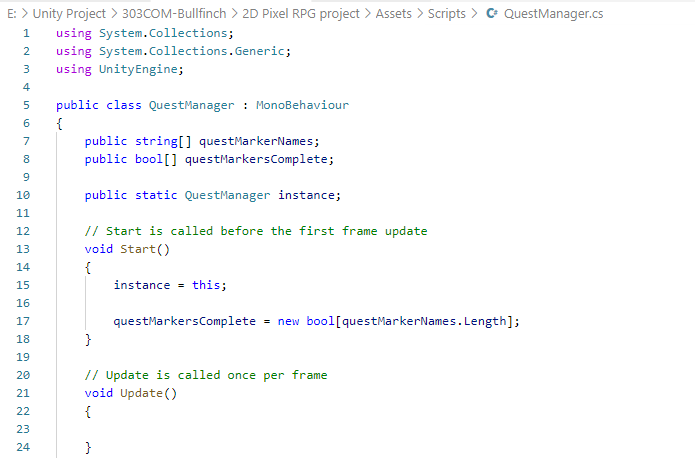 E: > Unity Project > 303COM-Bullfinch > 2D Pixel RPG project > Assets > Scripts > QuestManager.cs
1 using System.Collections;
2 using System.Collections.Generic;
3 using UnityEngine;
4
5 public class QuestManager : MonoBehaviour
6 {
7     public string[] questMarkerNames;
8     public bool[] questMarkersComplete;
9
10     public static QuestManager instance;
11
12     // Start is called before the first frame update
13     void Start()
14     {
15         instance = this;
16
17         questMarkersComplete = new bool[questMarkerNames.Length];
18     }
19
20     // Update is called once per frame
21     void Update()
22     {
23
24     }